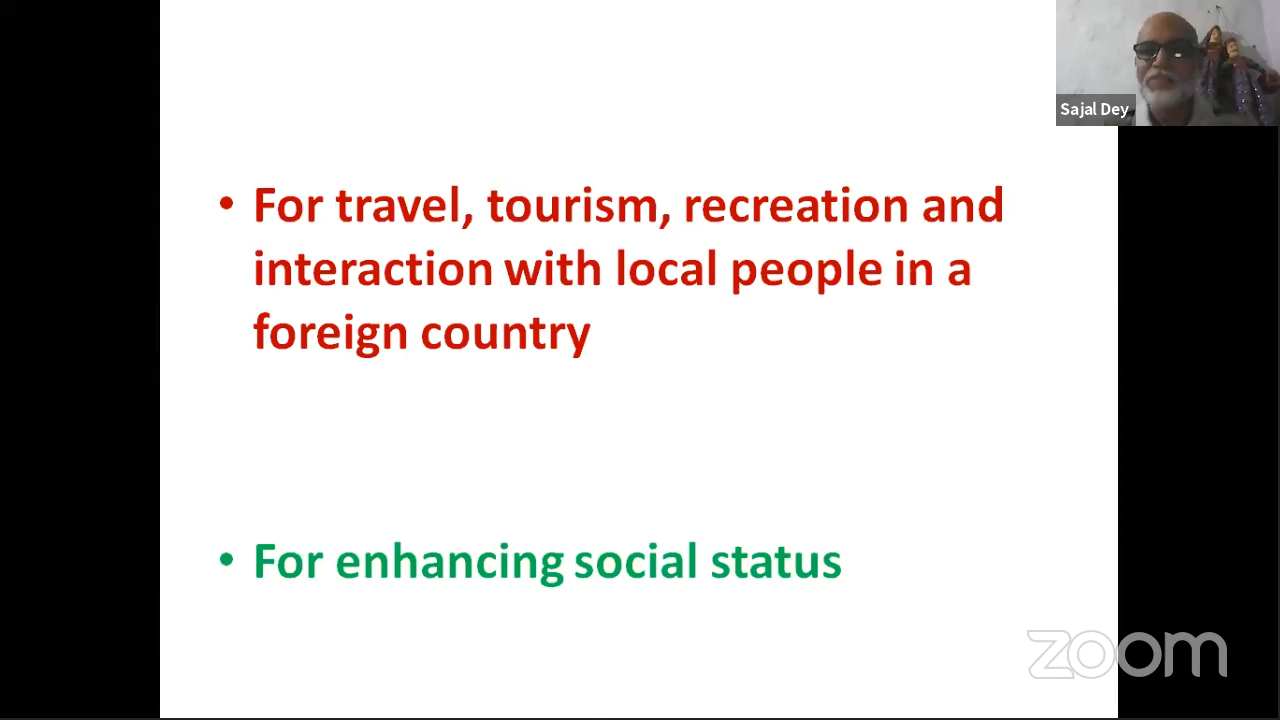 Sajal Dey
• For travel, tourism, recreation and
interaction with local people in a
foreign country
• For enhancing social status
zoom